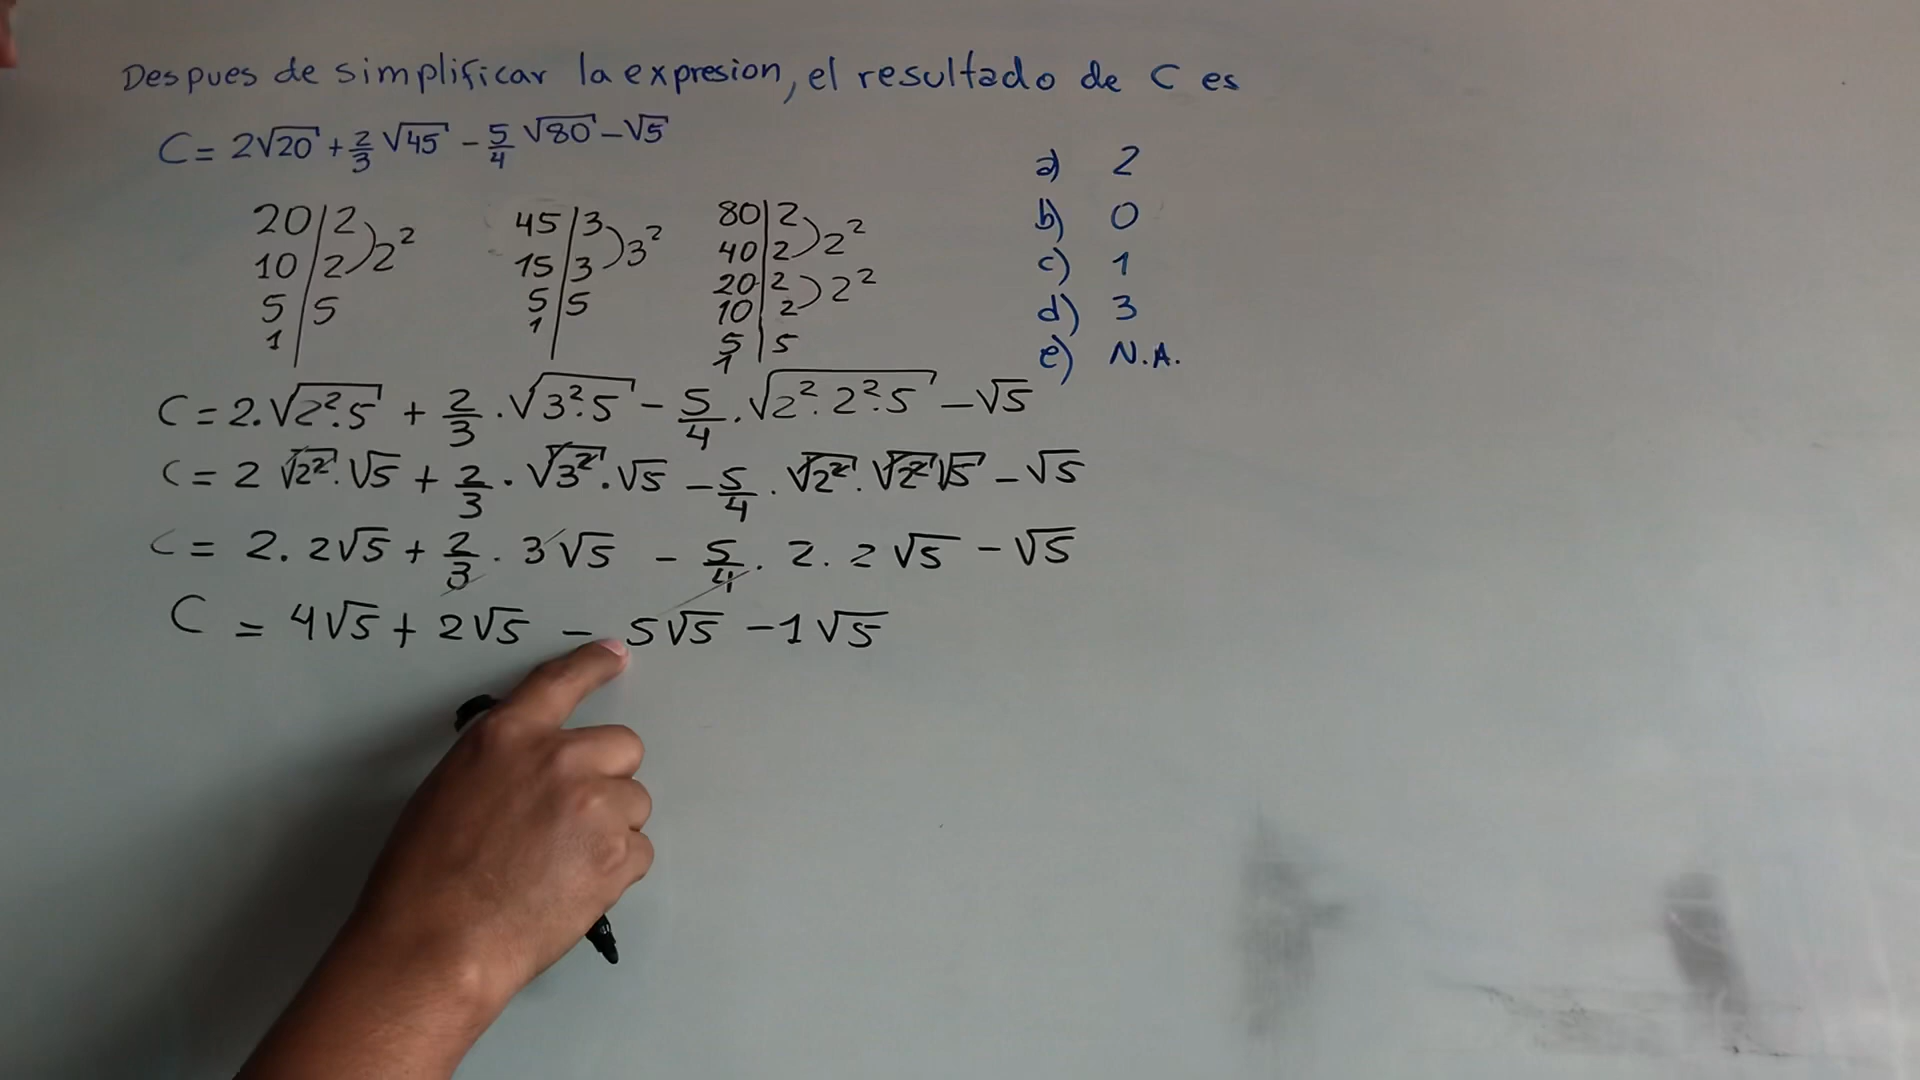 Despues de simplificar la expresion, el resultado de C es
C = 2√20 + 2/3 √45 - 5/4 √80 - √5
a) 2
b) 0
c) 1
d) 3
e) N.A.
20 | 2
10 | 2 ) 2²
5 | 5
1
45 | 3
15 | 3 ) 3²
5 | 5
1
80 | 2
40 | 2 ) 2²
20 | 2
10 | 2 ) 2²
5 | 5
1
C = 2.√2².5 + 2/3 . √3².5 - 5/4 . √2².2².5 - √5
C = 2 √2² . √5 + 2/3 . √3² . √5 - 5/4 . √2² . √2² √5 - √5
C = 2. 2√5 + 2/3 . 3√5 - 5/4 . 2. 2√5 - √5
C = 4√5 + 2√5 - 5√5 - 1√5